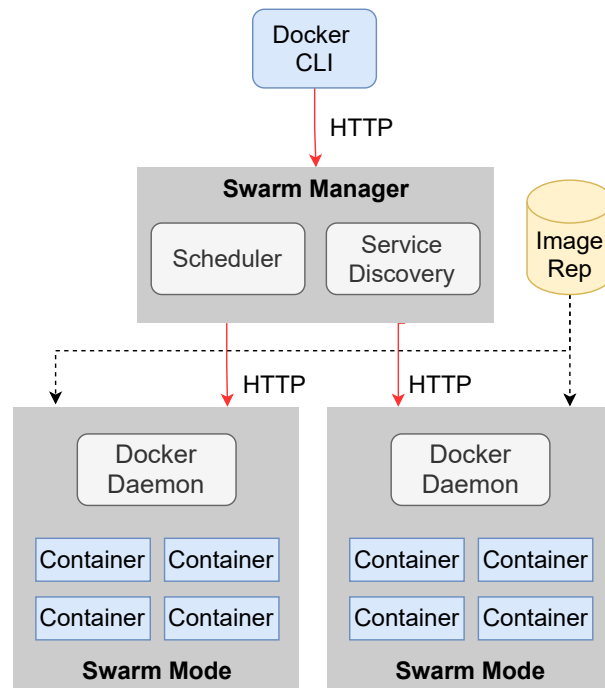 Docker
CLI
HTTP
Swarm Manager
Scheduler
Service
Discovery
Image
Rep
HTTP
HTTP
Docker
Daemon
Container
Container
Container
Container
Swarm Mode
Docker
Daemon
Container
Container
Container
Container
Swarm Mode